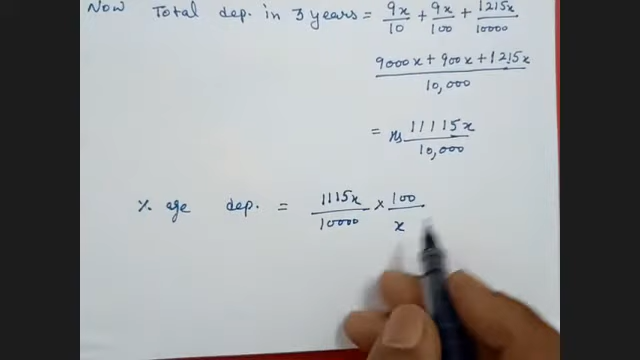 Now Total dep. in 3 years = 9x/10 + 9x/100 + 1215x/10000
9000x + 900x + 1215x / 10,000
= Rs 11115x / 10,000
% age dep. = 1115x/10000 × 100/x